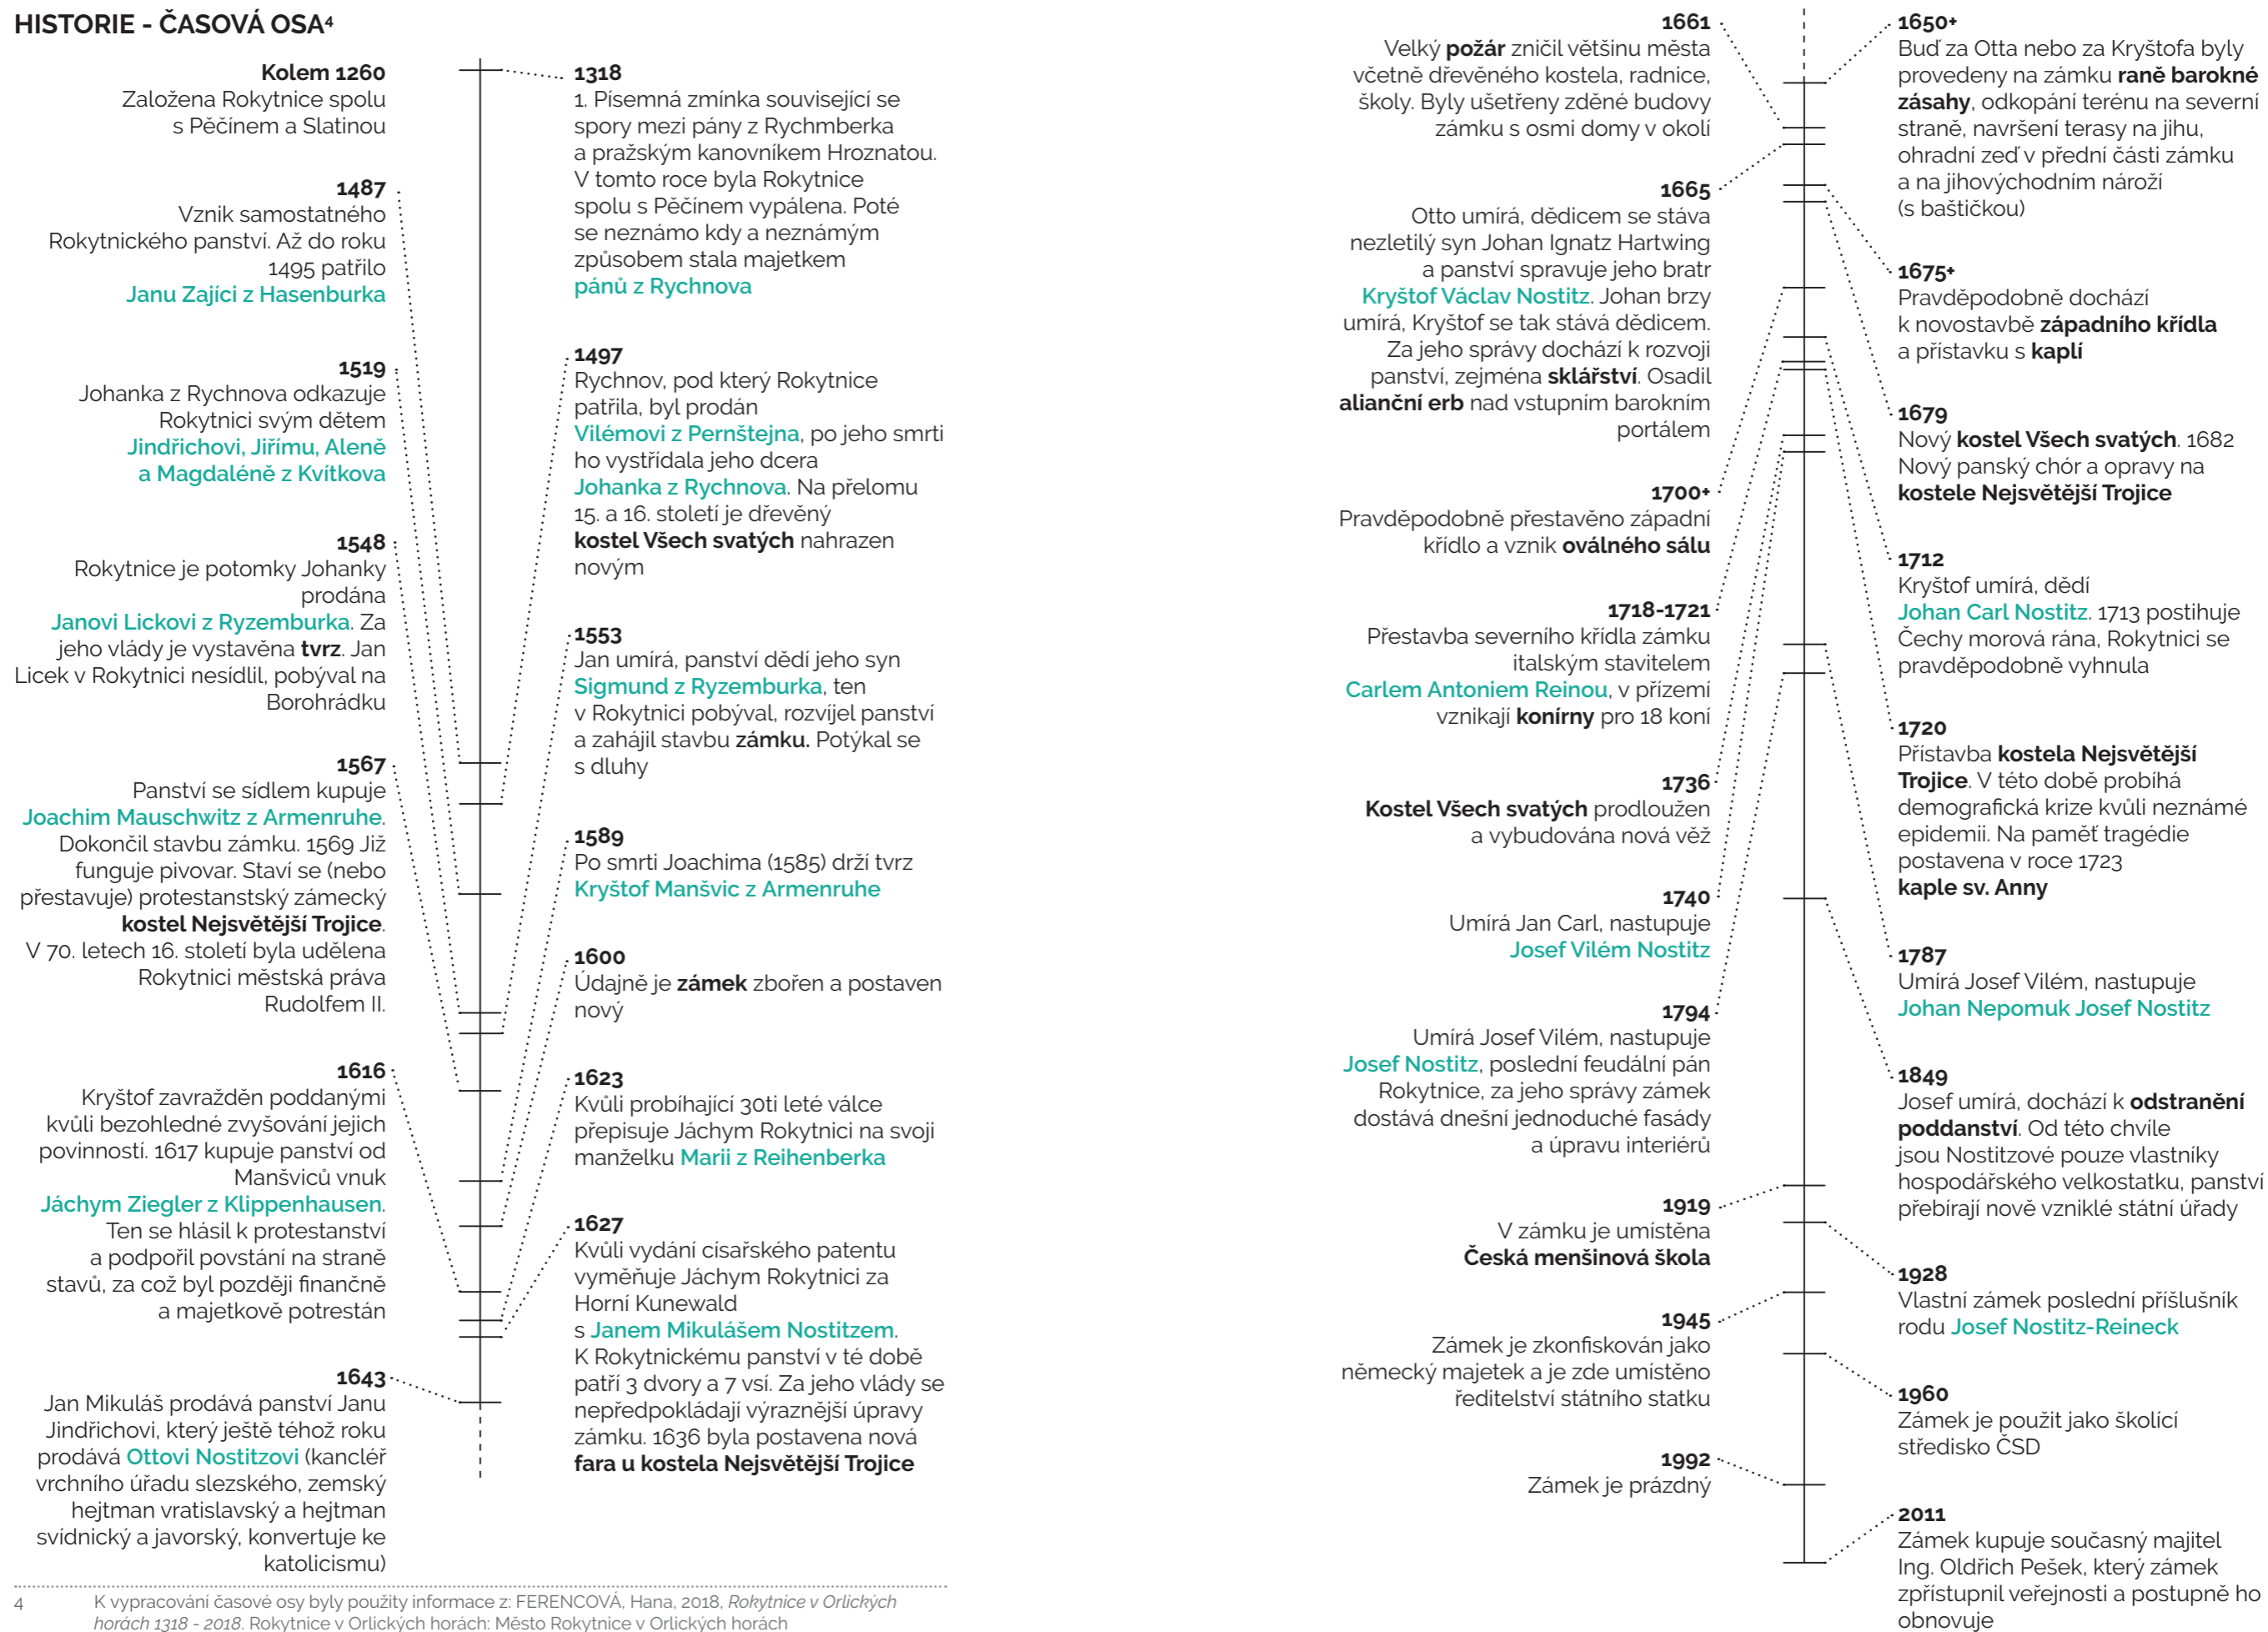 HISTORIE - ČASOVÁ OSA⁴
Kolem 1260
Založena Rokytnice spolu
s Pěčínem a Slatinou
1487
Vznik samostatného
Rokytnického panství. Až do roku
1495 patřilo
Janu Zajíci z Hasenburka
1519
Johanka z Rychnova odkazuje
Rokytnici svým dětem
Jindřichovi, Jiřímu, Aleně
a Magdaléně z Kvítkova
1548
Rokytnice je potomky Johanky
prodána
Janovi Lickovi z Ryzemburka. Za
jeho vlády je vystavěna tvrz. Jan
Licek v Rokytnici nesídlil, pobýval na
Borohrádku
1567
Panství se sídlem kupuje
Joachim Mauschwitz z Armenruhe.
Dokončil stavbu zámku. 1569 Již
funguje pivovar. Staví se (nebo
přestavuje) protestanstský zámecký
kostel Nejsvětější Trojice.
V 70. letech 16. století byla udělena
Rokytnici městská práva
Rudolfem II.
1616
Kryštof zavražděn poddanými
kvůli bezohledné zvyšování jejich
povinností. 1617 kupuje panství od
Manšviců vnuk
Jáchym Ziegler z Klippenhausen.
Ten se hlásil k protestanství
a podpořil povstání na straně
stavů, za což byl později finančně
a majetkově potrestán
1643
Jan Mikuláš prodává panství Janu
Jindřichovi, který ještě téhož roku
prodává Ottovi Nostitzovi (kancléř
vrchního úřadu slezského, zemský
hejtman vratislavský a hejtman
svídnický a javorský, konvertuje ke
katolicismu)
1318
1. Písemná zmínka související se
spory mezi pány z Rychmberka
a pražským kanovníkem Hroznatou.
V tomto roce byla Rokytnice
spolu s Pěčínem vypálena. Poté
se neznámo kdy a neznámým
způsobem stala majetkem
pánů z Rychnova
1497
Rychnov, pod který Rokytnice
patřila, byl prodán
Vilémovi z Pernštejna, po jeho smrti
ho vystřídala jeho dcera
Johanka z Rychnova. Na přelomu
15. a 16. století je dřevěný
kostel Všech svatých nahrazen
novým
1553
Jan umírá, panství dědí jeho syn
Sigmund z Ryzemburka, ten
v Rokytnici pobýval, rozvíjel panství
a zahájil stavbu zámku. Potýkal se
s dluhy
1589
Po smrti Joachima (1585) drží tvrz
Kryštof Manšvic z Armenruhe
1600
Údajně je zámek zbořen a postaven
nový
1623
Kvůli probíhající 30ti leté válce
přepisuje Jáchym Rokytnici na svoji
manželku Marii z Reihenberka
1627
Kvůli vydání císařského patentu
vyměňuje Jáchym Rokytnici za
Horní Kunewald
s Janem Mikulášem Nostitzem.
K Rokytnickému panství v té době
patří 3 dvory a 7 vsí. Za jeho vlády se
nepředpokládají výraznější úpravy
zámku. 1636 byla postavena nová
fara u kostela Nejsvětější Trojice
4 K vypracování časové osy byly použity informace z: FERENCOVÁ, Hana, 2018, Rokytnice v Orlických
horách 1318 - 2018. Rokytnice v Orlických horách: Město Rokytnice v Orlických horách
1661
Velký požár zničil většinu města
včetně dřevěného kostela, radnice,
školy. Byly ušetřeny zděné budovy
zámku s osmi domy v okolí
1665
Otto umírá, dědicem se stáva
nezletilý syn Johan Ignatz Hartwing
a panství spravuje jeho bratr
Kryštof Václav Nostitz. Johan brzy
umírá, Kryštof se tak stává dědicem.
Za jeho správy dochází k rozvoji
panství, zejména sklářství. Osadil
alianční erb nad vstupním barokním
portálem
1700+
Pravděpodobně přestavěno západní
křídlo a vznik oválného sálu
1718-1721
Přestavba severního křídla zámku
italským stavitelem
Carlem Antoniem Reinou, v přízemí
vznikají konírny pro 18 koní
1736
Kostel Všech svatých prodloužen
a vybudována nová věž
1740
Umírá Jan Carl, nastupuje
Josef Vilém Nostitz
1794
Umírá Josef Vilém, nastupuje
Josef Nostitz, poslední feudální pán
Rokytnice, za jeho správy zámek
dostává dnešní jednoduché fasády
a úpravu interiérů
1919
V zámku je umístěna
Česká menšinová škola
1945
Zámek je zkonfiskován jako
německý majetek a je zde umístěno
ředitelství státního statku
1992
Zámek je prázdný
1650+
Buď za Otta nebo za Kryštofa byly
provedeny na zámku raně barokné
zásahy, odkopání terénu na severní
straně, navršení terasy na jihu,
ohradní zeď v přední části zámku
a na jihovýchodním nároží
(s baštičkou)
1675+
Pravděpodobně dochází
k novostavbě západního křídla
a přístavku s kaplí
1679
Nový kostel Všech svatých. 1682
Nový panský chór a opravy na
kostele Nejsvětější Trojice
1712
Kryštof umírá, dědí
Johan Carl Nostitz. 1713 postihuje
Čechy morová rána, Rokytnici se
pravděpodobně vyhnula
1720
Přístavba kostela Nejsvětější
Trojice. V této době probíhá
demografická krize kvůli neznámé
epidemii. Na paměť tragédie
postavena v roce 1723
kaple sv. Anny
1787
Umírá Josef Vilém, nastupuje
Johan Nepomuk Josef Nostitz
1849
Josef umírá, dochází k odstranění
poddanství. Od této chvíle
jsou Nostitzové pouze vlastníky
hospodářského velkostatku, panství
přebírají nově vzniklé státní úřady
1928
Vlastní zámek poslední příšlušník
rodu Josef Nostitz-Reineck
1960
Zámek je použit jako školící
středisko ČSD
2011
Zámek kupuje současný majitel
Ing. Oldřich Pešek, který zámek
zpřístupnil veřejnosti a postupně ho
obnovuje